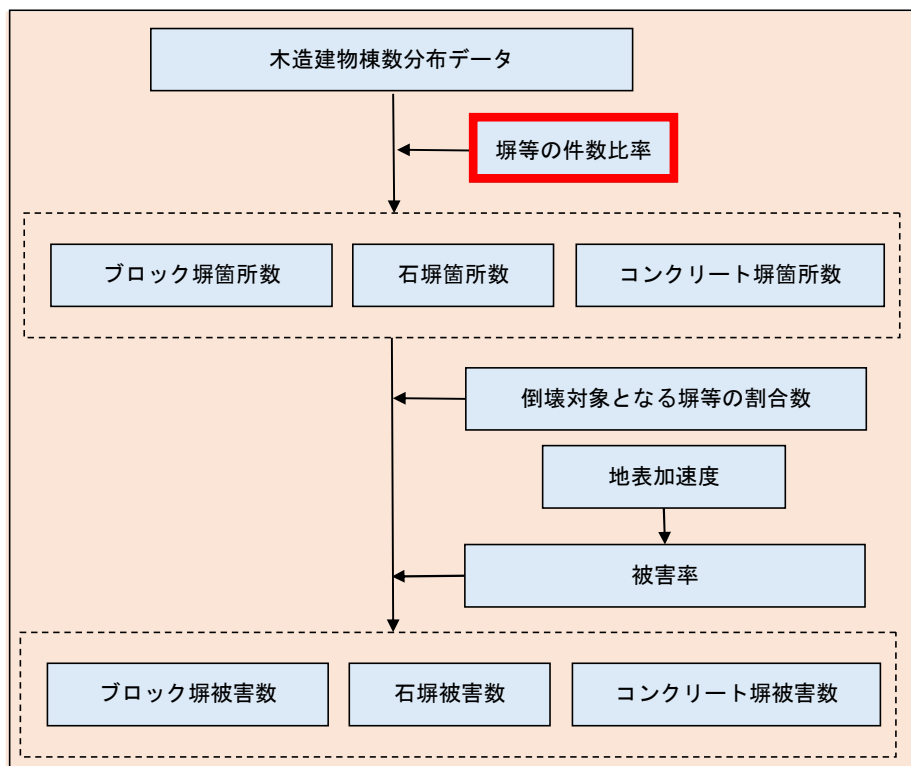 木造建物棟数分布データ
塀等の件数比率
ブロック塀箇所数
石塀箇所数
コンクリート塀箇所数
倒壊対象となる塀等の割合数
地表加速度
被害率
ブロック塀被害数
石塀被害数
コンクリート塀被害数